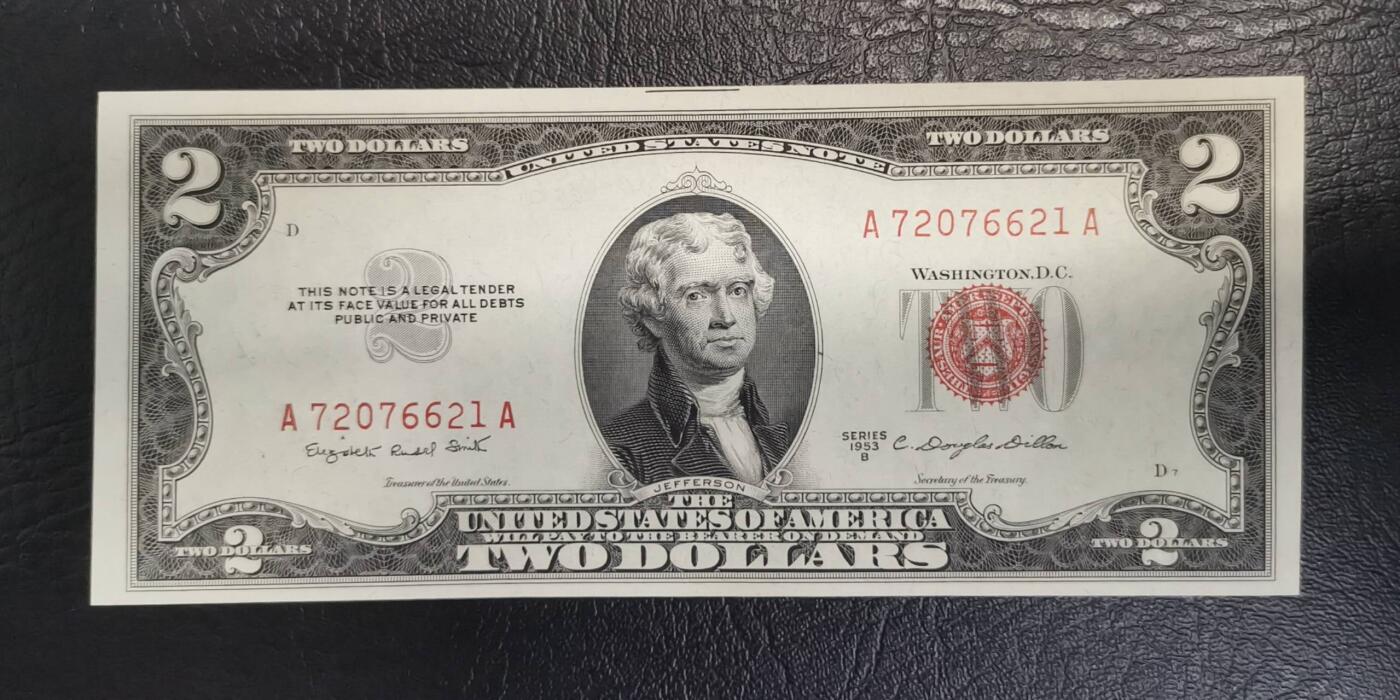 2
TWO DOLLARS
UNITED STATES NOTE
TWO DOLLARS
2
D
A 72076621 A
2
THIS NOTE IS A LEGAL TENDER
AT ITS FACE VALUE FOR ALL DEBTS
PUBLIC AND PRIVATE
WASHINGTON, D.C.
TWO
A 72076621 A
Elizabeth Rudel Smith
Treasurer of the United States.
SERIES
1953
B
C. Douglas Dillon
Secretary of the Treasury.
D 7
JEFFERSON
THE
UNITED STATES OF AMERICA
WILL PAY TO THE BEARER ON DEMAND
TWO DOLLARS
TWO 2 DOLLARS
TWO 2 DOLLARS